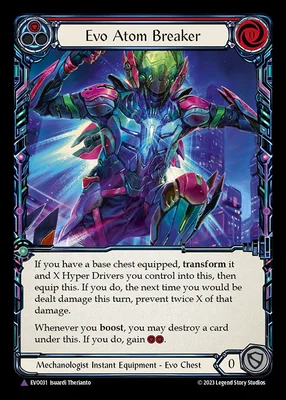 Evo Atom Breaker
If you have a base chest equipped, transform it
and X Hyper Drivers you control into this, then
equip this. If you do, the next time you would be
dealt damage this turn, prevent twice X of that
damage.
Whenever you boost, you may destroy a card
under this. If you do, gain .
Mechanologist Instant Equipment - Evo Chest
0
EVO031 Isuardi Therianto
© 2023 Legend Story Studios